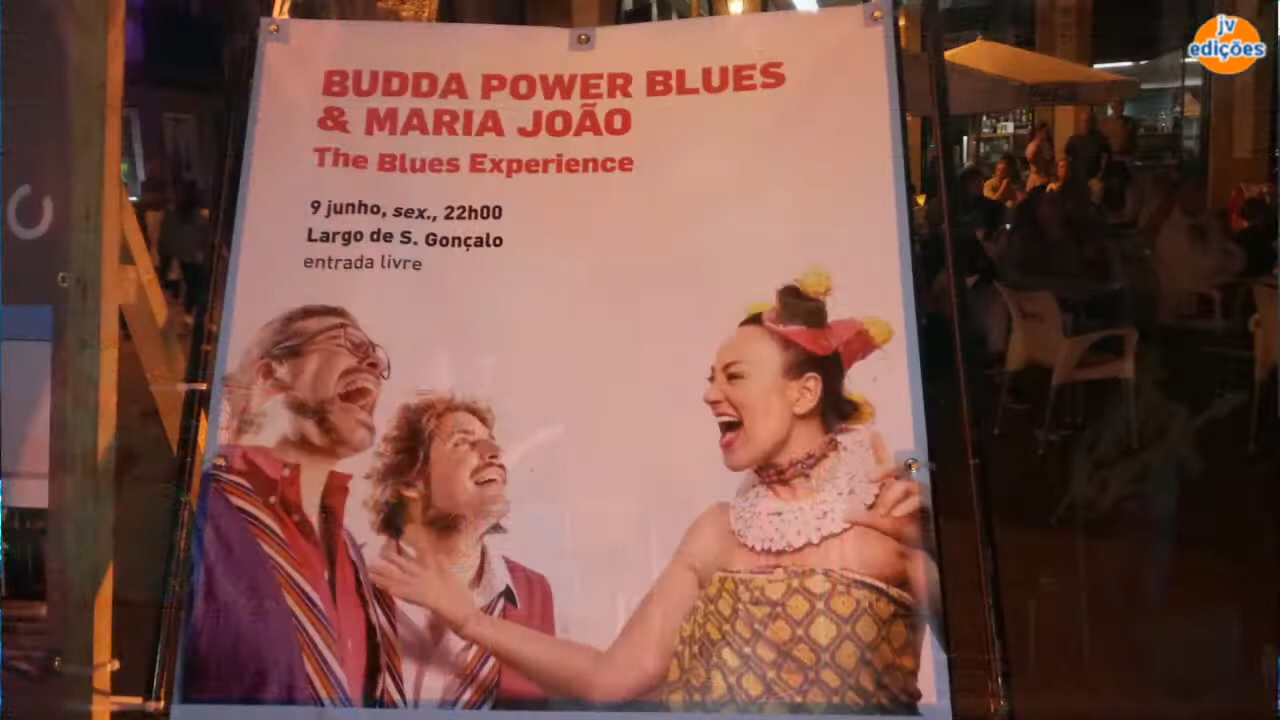 BUDDA POWER BLUES
& MARIA JOÃO
The Blues Experience
9 junho, sex., 22h00
Largo de S. Gonçalo
entrada livre
jv
edições